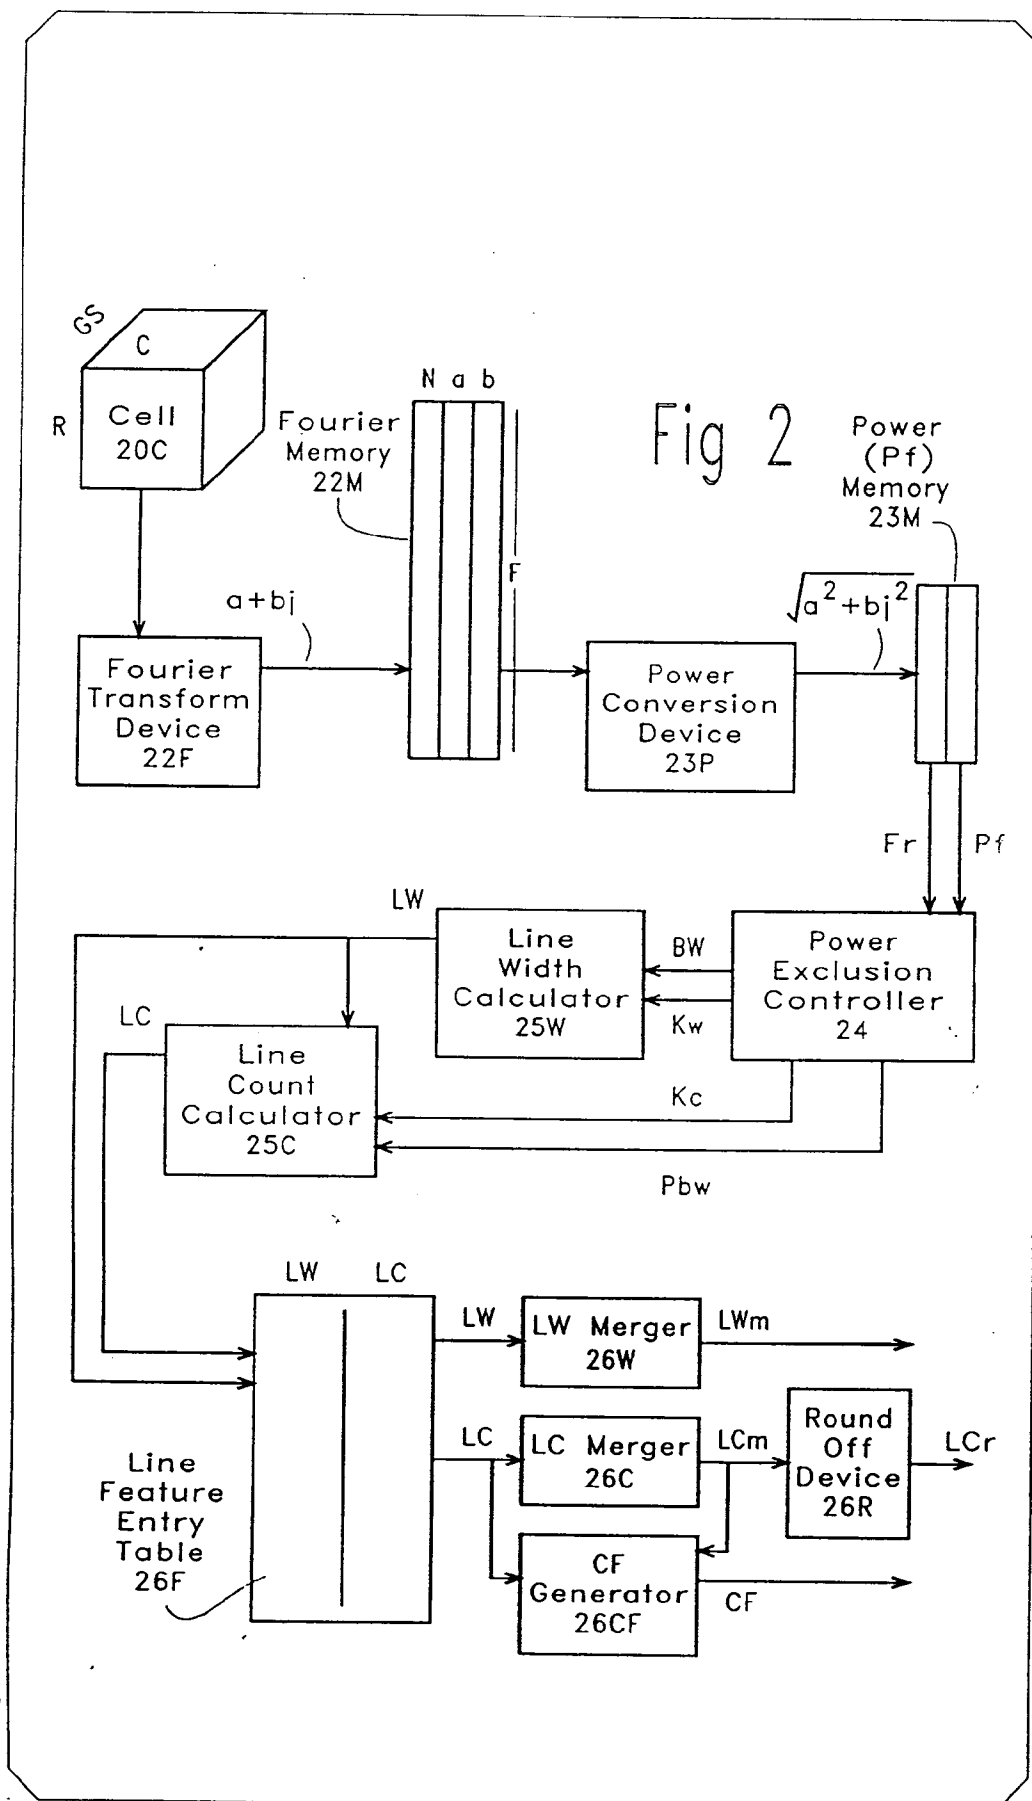 GS
C
R
Cell
20C
N a b
Fourier
Memory
22M
F
Fig 2
Power
(Pf)
Memory
23M
a+bj
√a²+bj²
Fourier
Transform
Device
22F
Power
Conversion
Device
23P
Fr
Pf
LW
Line
Width
Calculator
25W
BW
Kw
Power
Exclusion
Controller
24
LC
Line
Count
Calculator
25C
Kc
Pbw
LW LC
LW
LW Merger
26W
LWm
LC
LC Merger
26C
LCm
Round
Off
Device
26R
LCr
Line
Feature
Entry
Table
26F
CF
Generator
26CF
CF